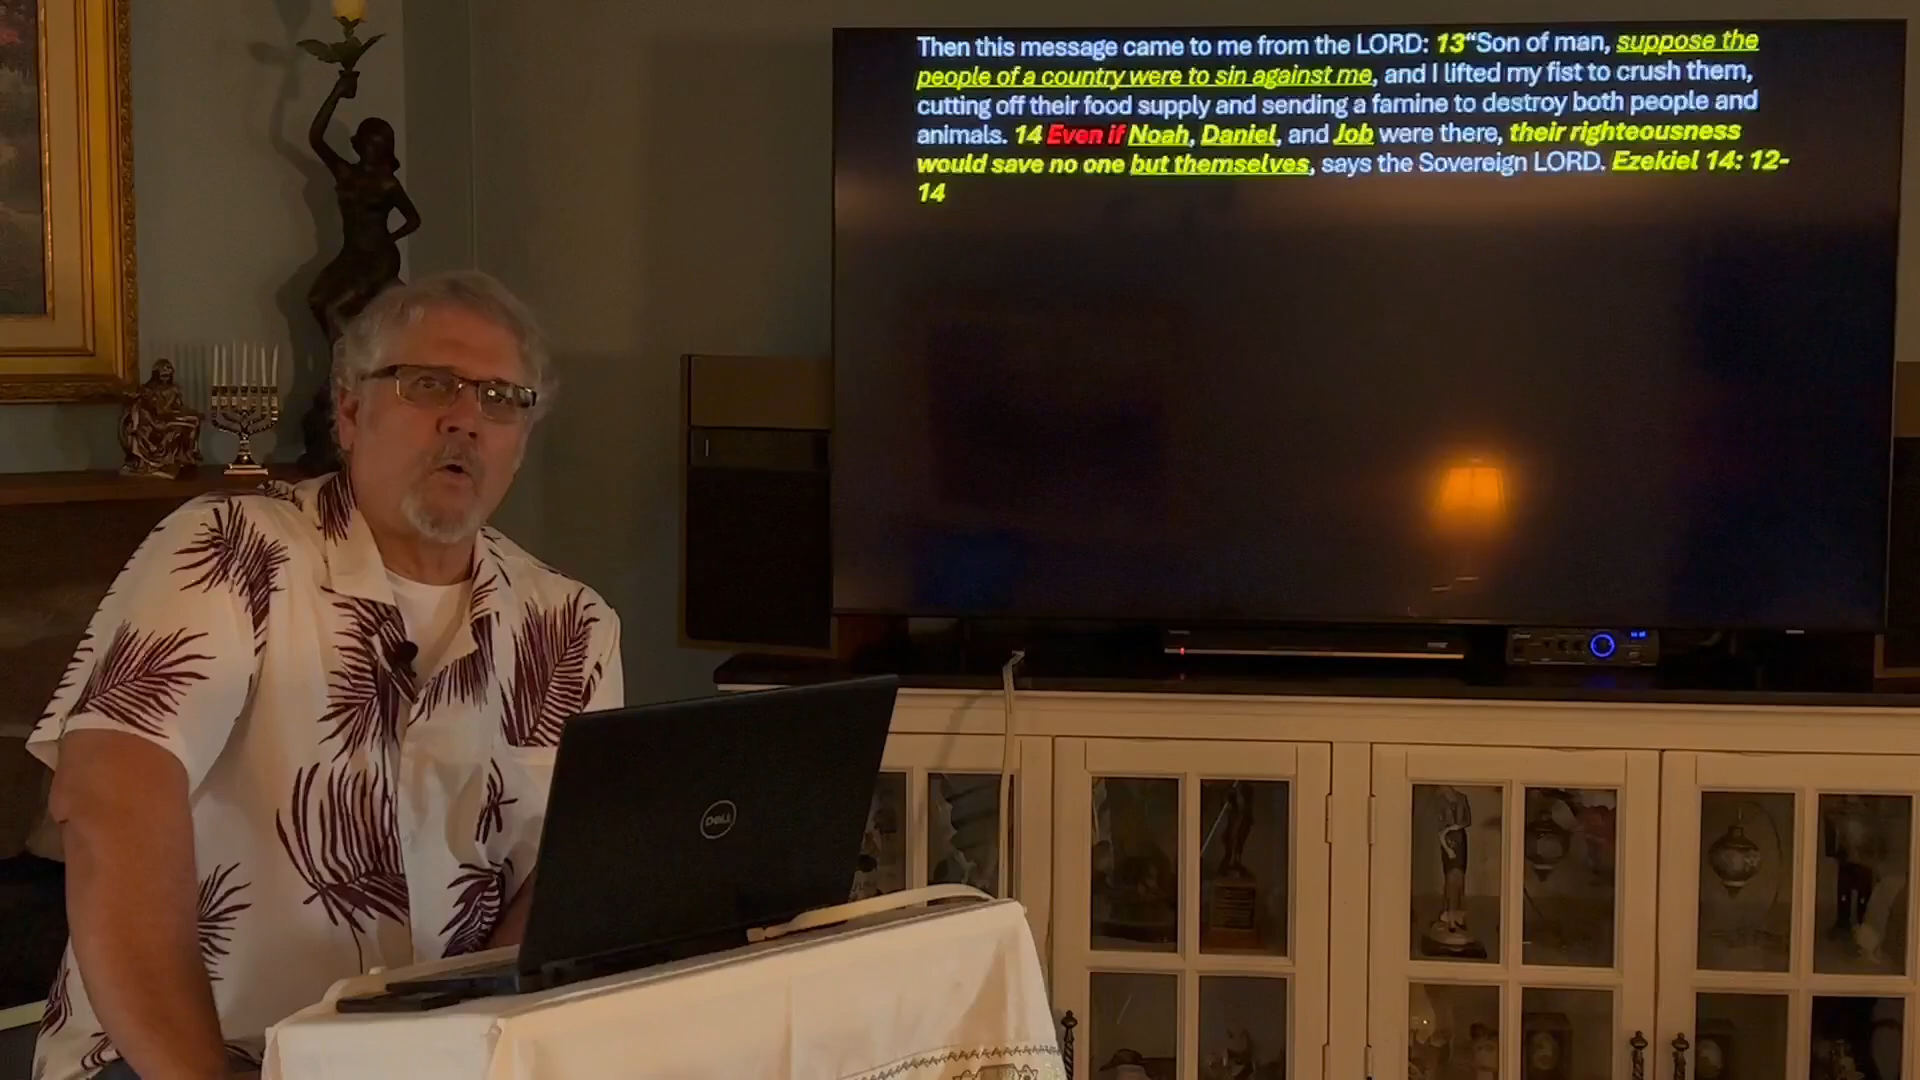 Then this message came to me from the LORD: 13“Son of man, suppose the
people of a country were to sin against me, and I lifted my fist to crush them,
cutting off their food supply and sending a famine to destroy both people and
animals. 14 Even if Noah, Daniel, and Job were there, their righteousness
would save no one but themselves, says the Sovereign LORD. Ezekiel 14: 12-
14
DELL